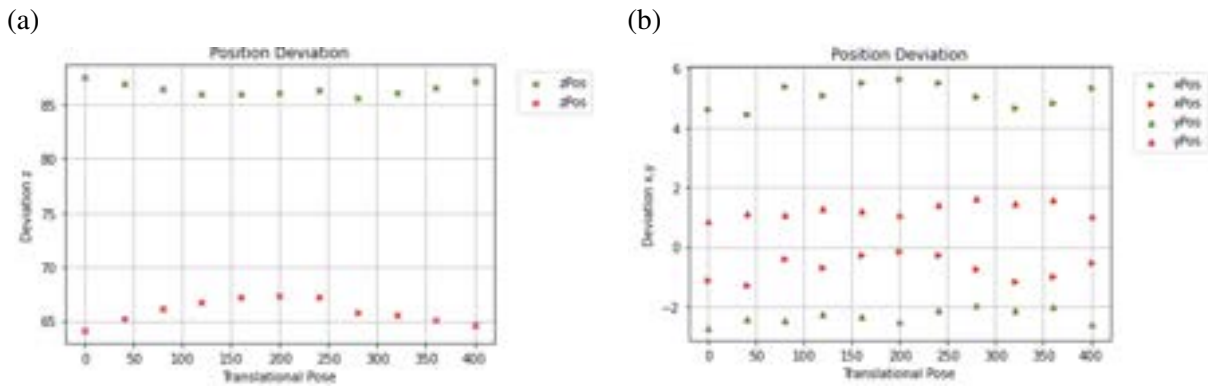 (a)
(b)
Position Deviation
85
80
75
70
65
Deviation z
0 50 100 150 200 250 300 350 400
Translational Pose
zPos
zPos
Position Deviation
6
4
2
0
−2
Deviation x,y
0 50 100 150 200 250 300 350 400
Translational Pose
xPos
xPos
yPos
yPos